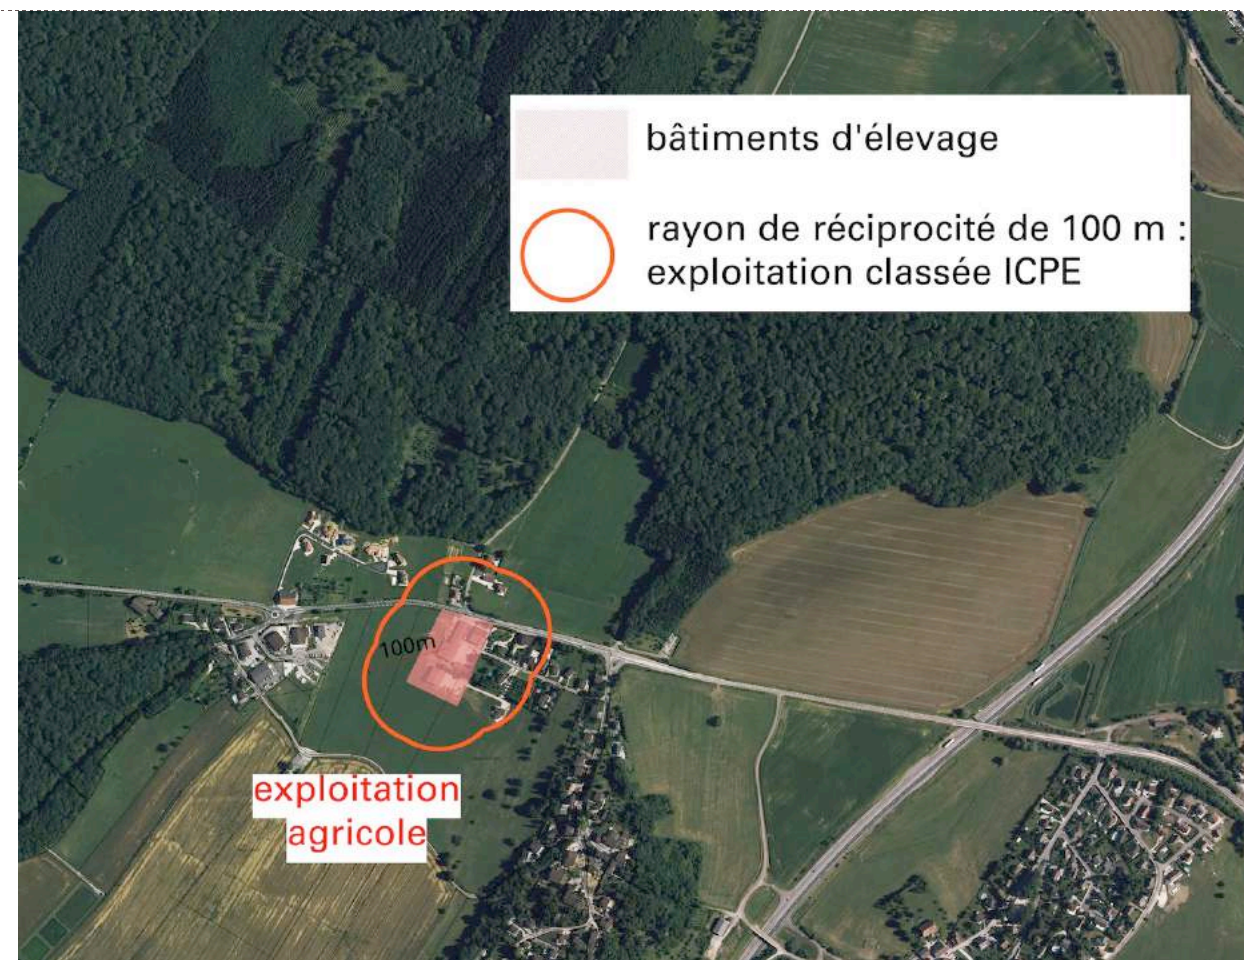 bâtiments d'élevage
rayon de réciprocité de 100 m :
exploitation classée ICPE
100m
exploitation
agricole